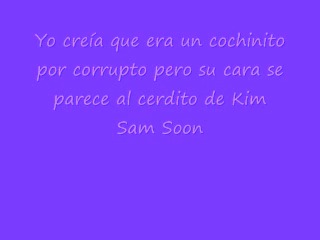 Yo creía que era un cochinito
por corrupto pero su cara se
parece al cerdito de Kim
Sam Soon